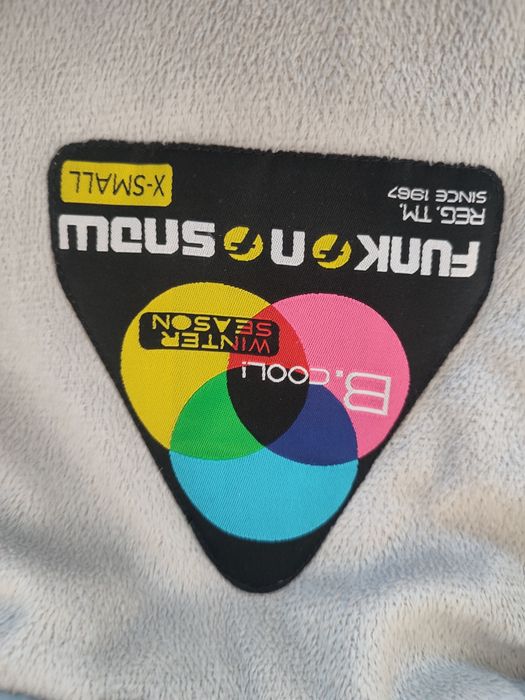 B.COOL!
WINTER
SEASON
FUNK N SNOW
REG. TM.
SINCE 1967
X-SMALL